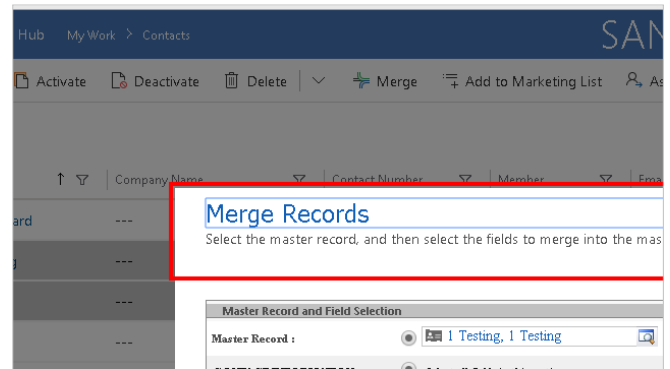 Hub My Work > Contacts SAN
Activate Deactivate Delete Merge Add to Marketing List As
Company Name Contact Number Member Ema
ard ---
g ---
---
---
Merge Records
Select the master record, and then select the fields to merge into the mas
Master Record and Field Selection
Master Record : 1 Testing, 1 Testing